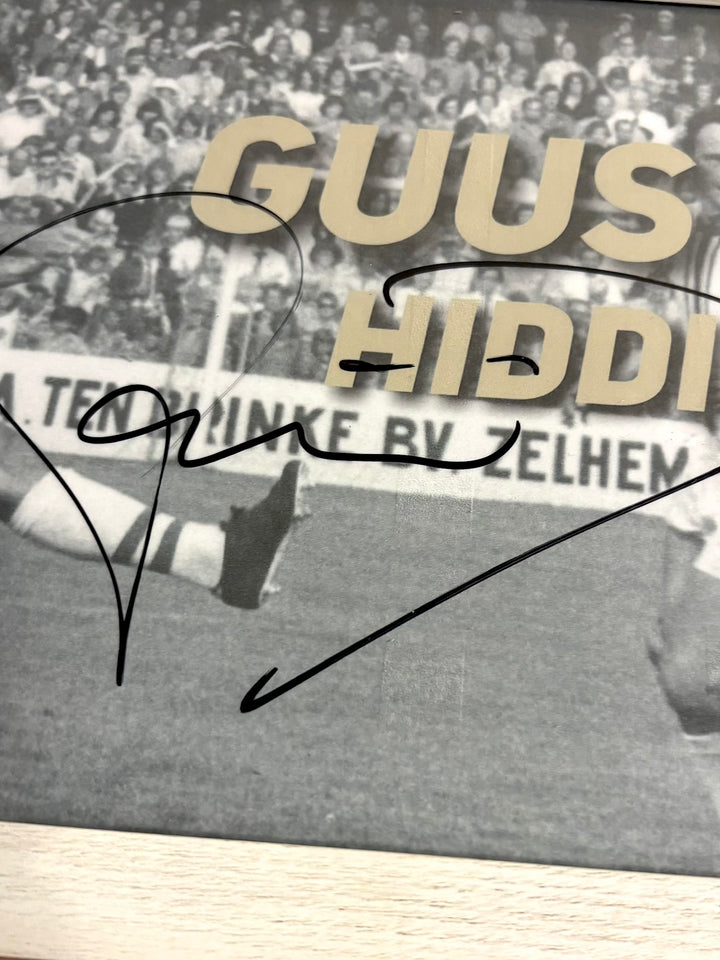 GUUS
HIDDI
A. TEN BRINKE BV ZELHEM